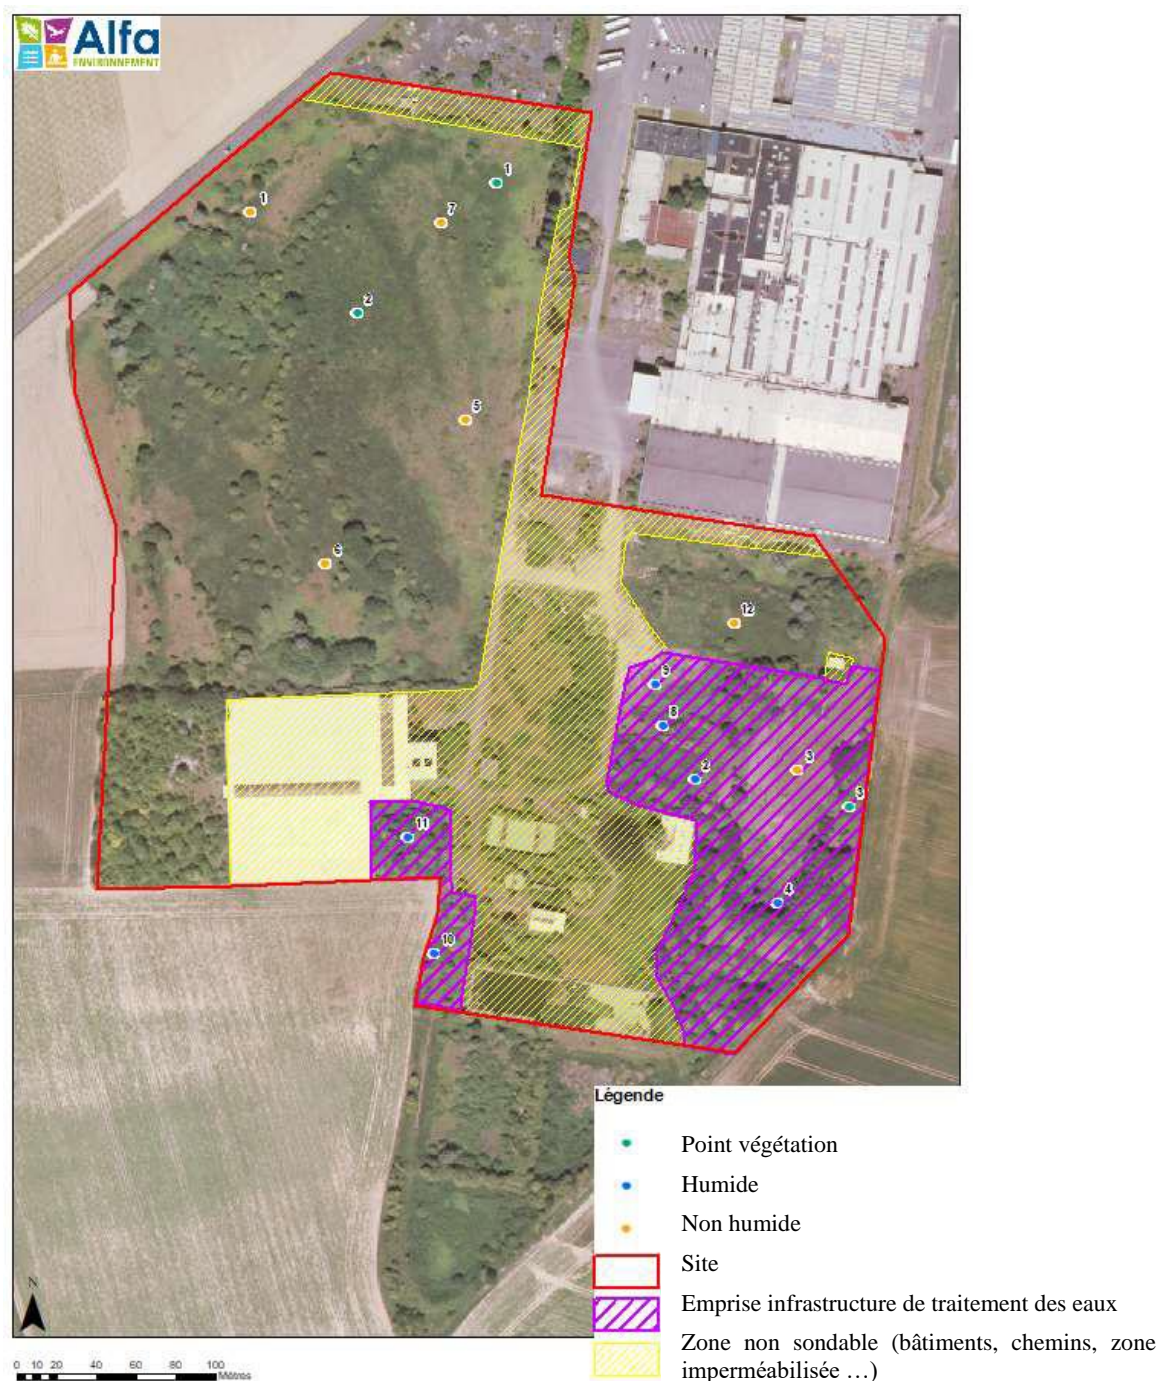 Alfa
ENVIRONNEMENT
1
1
7
2
5
6
12
9
8
2
3
3
11
4
10
Légende
Point végétation
Humide
Non humide
Site
Emprise infrastructure de traitement des eaux
Zone non sondable (bâtiments, chemins, zone
imperméabilisée …)
N
0 10 20 40 60 80 100
Mètres